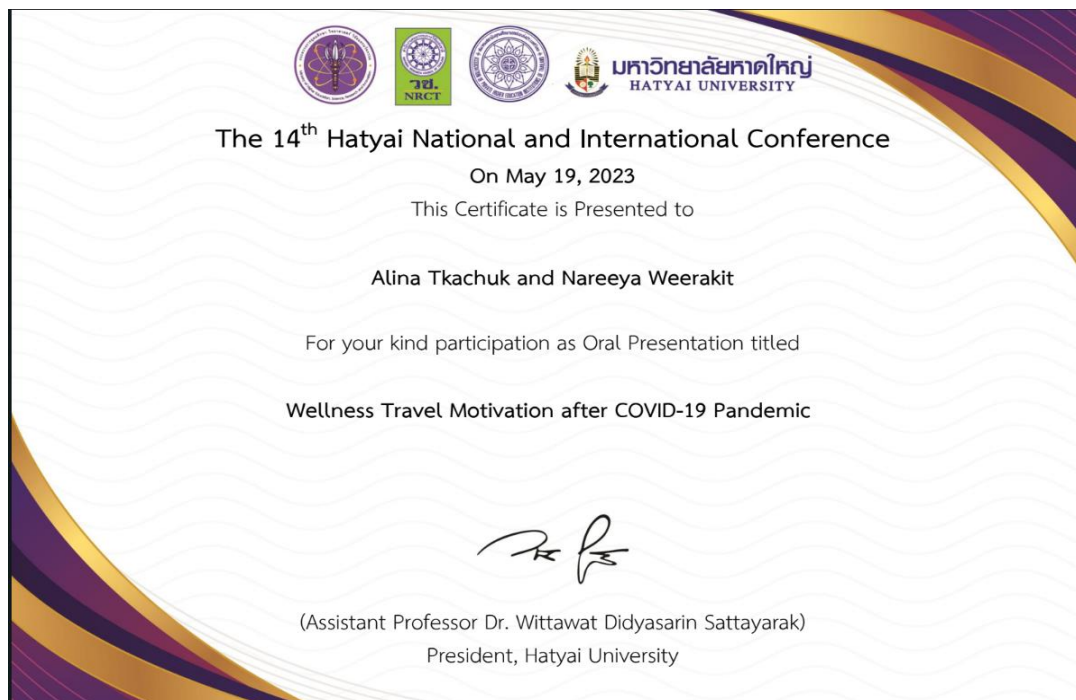 วช.
NRCT
มหาวิทยาลัยหาดใหญ่
HATYAI UNIVERSITY
The 14th Hatyai National and International Conference
On May 19, 2023
This Certificate is Presented to
Alina Tkachuk and Nareeya Weerakit
For your kind participation as Oral Presentation titled
Wellness Travel Motivation after COVID-19 Pandemic
(Assistant Professor Dr. Wittawat Didyasarin Sattayarak)
President, Hatyai University